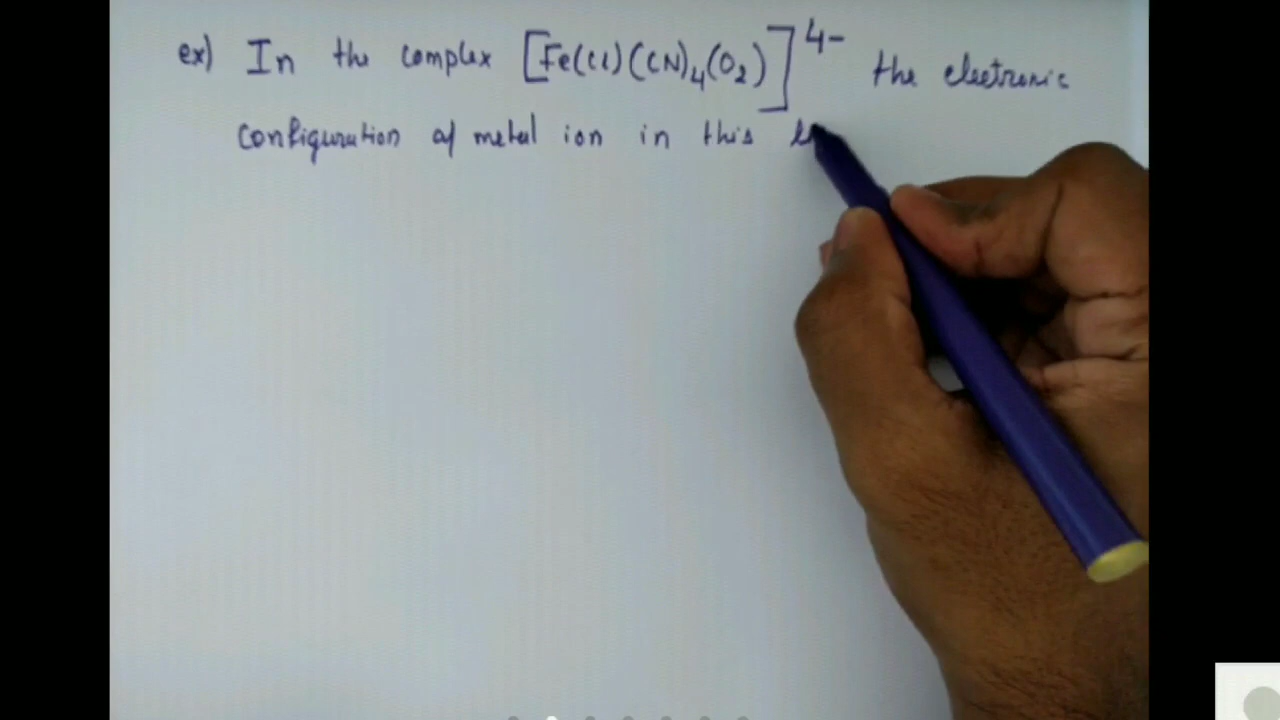 ex) In the complex [Fe(Cl)(CN)₄(O₂)]⁴⁻ the electronic
configuration of metal ion in this